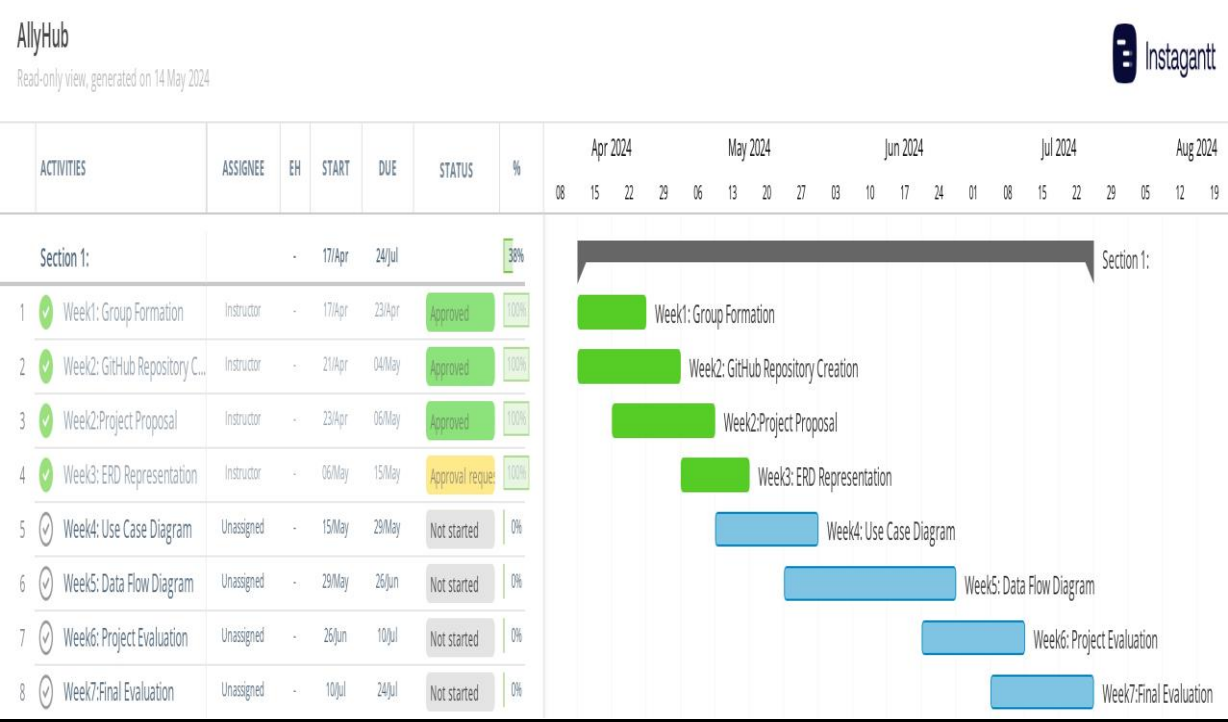 AllyHub
Read-only view, generated on 14 May 2024
Instagantt
ACTIVITIES ASSIGNEE EH START DUE STATUS %
Apr 2024 May 2024 Jun 2024 Jul 2024 Aug 2024
08 15 22 29 06 13 20 27 03 10 17 24 01 08 15 22 29 05 12 19
Section 1: - 17/Apr 24/Jul 38% Section 1:
1 Week1: Group Formation Instructor - 17/Apr 23/Apr Approved 100% Week1: Group Formation
2 Week2: GitHub Repository C... Instructor - 21/Apr 04/May Approved 100% Week2: GitHub Repository Creation
3 Week2:Project Proposal Instructor - 23/Apr 06/May Approved 100% Week2:Project Proposal
4 Week3: ERD Representation Instructor - 06/May 15/May Approval reques 100% Week3: ERD Representation
5 Week4: Use Case Diagram Unassigned - 15/May 29/May Not started 0% Week4: Use Case Diagram
6 Week5: Data Flow Diagram Unassigned - 29/May 26/Jun Not started 0% Week5: Data Flow Diagram
7 Week6: Project Evaluation Unassigned - 26/Jun 10/Jul Not started 0% Week6: Project Evaluation
8 Week7:Final Evaluation Unassigned - 10/Jul 24/Jul Not started 0% Week7:Final Evaluation